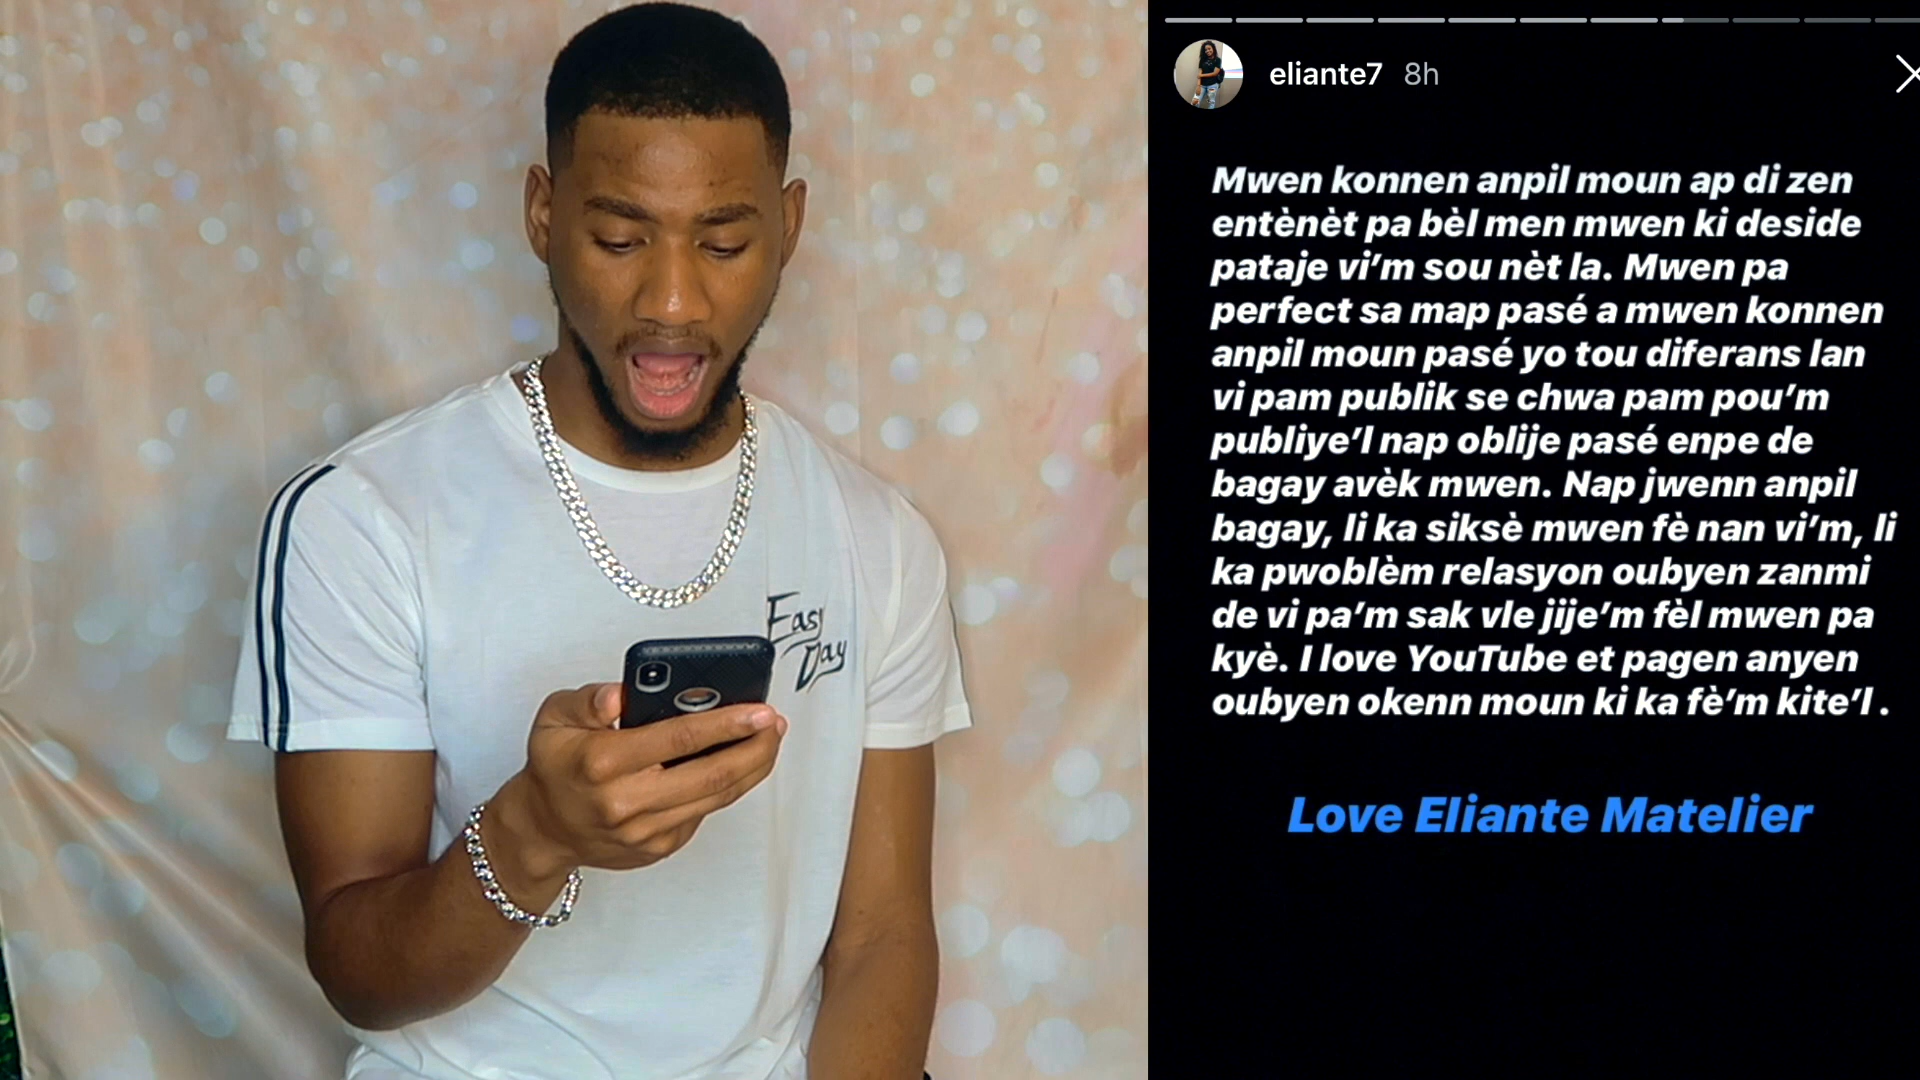 Easy
Day
eliante7 8h
Mwen konnen anpil moun ap di zen
entènèt pa bèl men mwen ki deside
pataje vi’m sou nèt la. Mwen pa
perfect sa map pasé a mwen konnen
anpil moun pasé yo tou diferans lan
vi pam publik se chwa pam pou’m
publiye’l nap oblije pasé enpe de
bagay avèk mwen. Nap jwenn anpil
bagay, li ka siksè mwen fè nan vi’m, li
ka pwoblèm relasyon oubyen zanmi
de vi pa’m sak vle jije’m fèl mwen pa
kyè. I love YouTube et pagen anyen
oubyen okenn moun ki ka fè’m kite’l .
Love Eliante Matelier